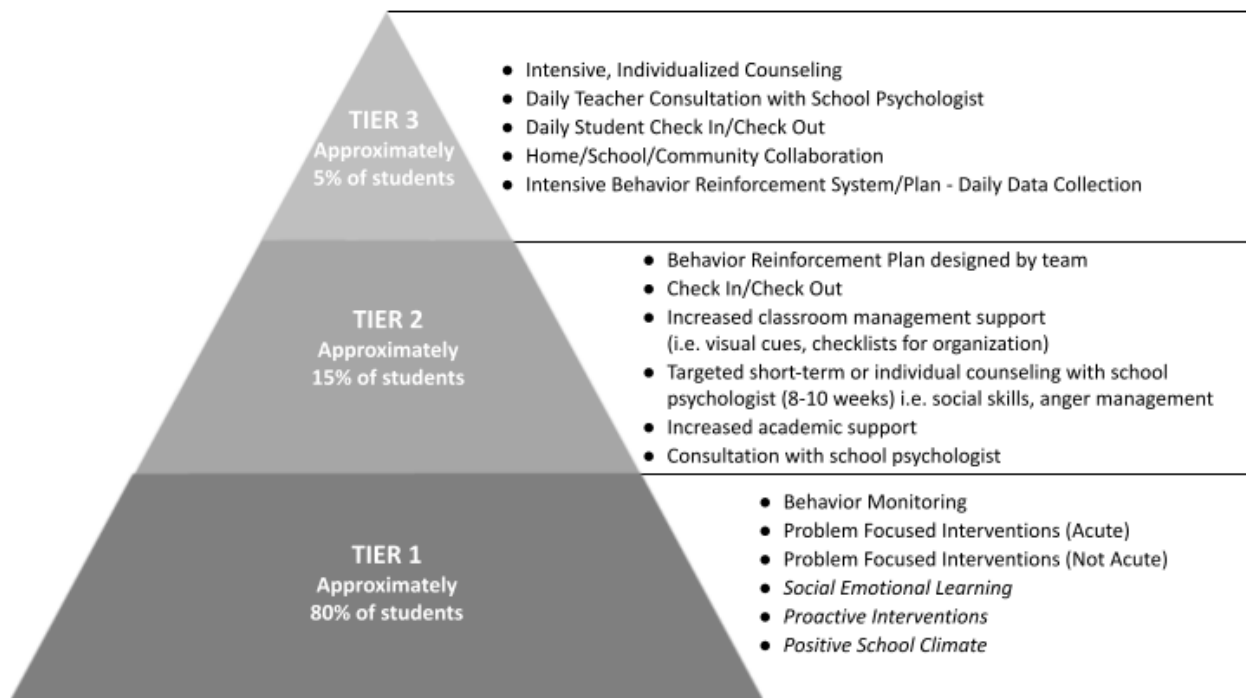 TIER 3
Approximately
5% of students
● Intensive, Individualized Counseling
● Daily Teacher Consultation with School Psychologist
● Daily Student Check In/Check Out
● Home/School/Community Collaboration
● Intensive Behavior Reinforcement System/Plan - Daily Data Collection
TIER 2
Approximately
15% of students
● Behavior Reinforcement Plan designed by team
● Check In/Check Out
● Increased classroom management support
(i.e. visual cues, checklists for organization)
● Targeted short-term or individual counseling with school
psychologist (8-10 weeks) i.e. social skills, anger management
● Increased academic support
● Consultation with school psychologist
TIER 1
Approximately
80% of students
● Behavior Monitoring
● Problem Focused Interventions (Acute)
● Problem Focused Interventions (Not Acute)
● Social Emotional Learning
● Proactive Interventions
● Positive School Climate